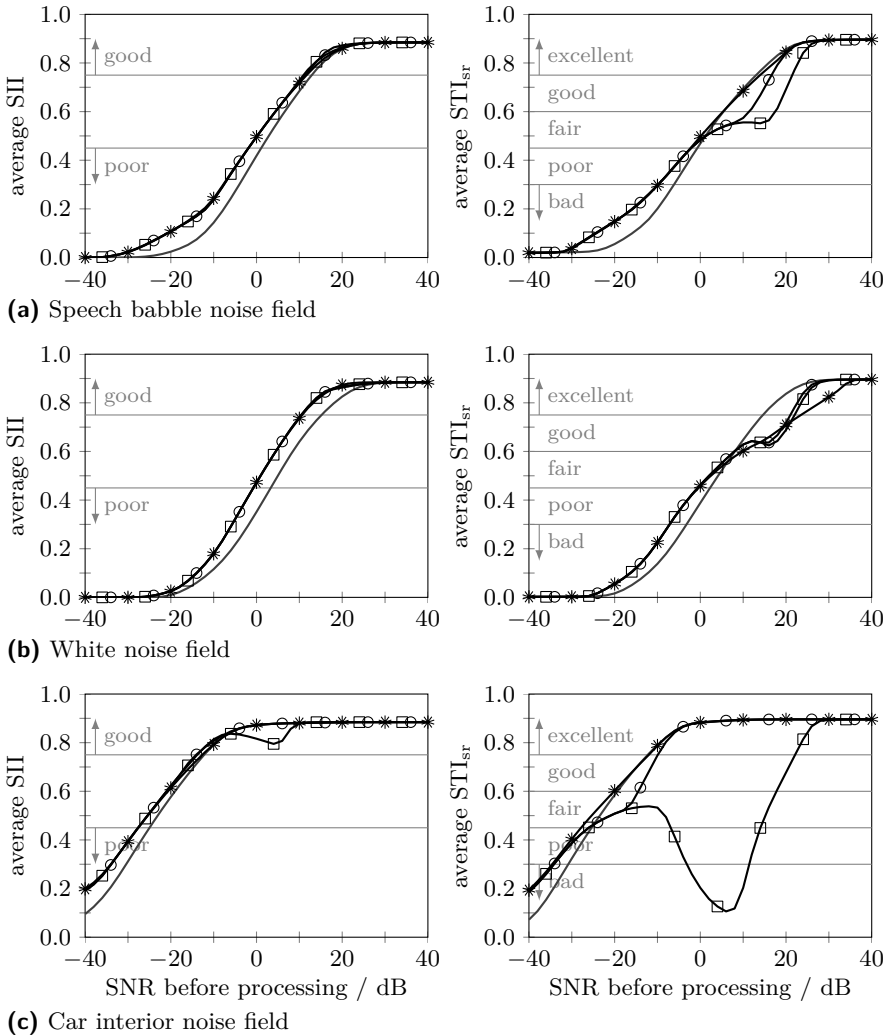 1.0
0.8
0.6
0.4
0.2
0.0
average SII
good
poor
−40 −20 0 20 40
1.0
0.8
0.6
0.4
0.2
0.0
average STIsr
excellent
good
fair
poor
bad
−40 −20 0 20 40
(a) Speech babble noise field
1.0
0.8
0.6
0.4
0.2
0.0
average SII
good
poor
−40 −20 0 20 40
1.0
0.8
0.6
0.4
0.2
0.0
average STIsr
excellent
good
fair
poor
bad
−40 −20 0 20 40
(b) White noise field
1.0
0.8
0.6
0.4
0.2
0.0
average SII
good
poor
−40 −20 0 20 40
SNR before processing / dB
1.0
0.8
0.6
0.4
0.2
0.0
average STIsr
excellent
good
fair
poor
bad
−40 −20 0 20 40
SNR before processing / dB
(c) Car interior noise field